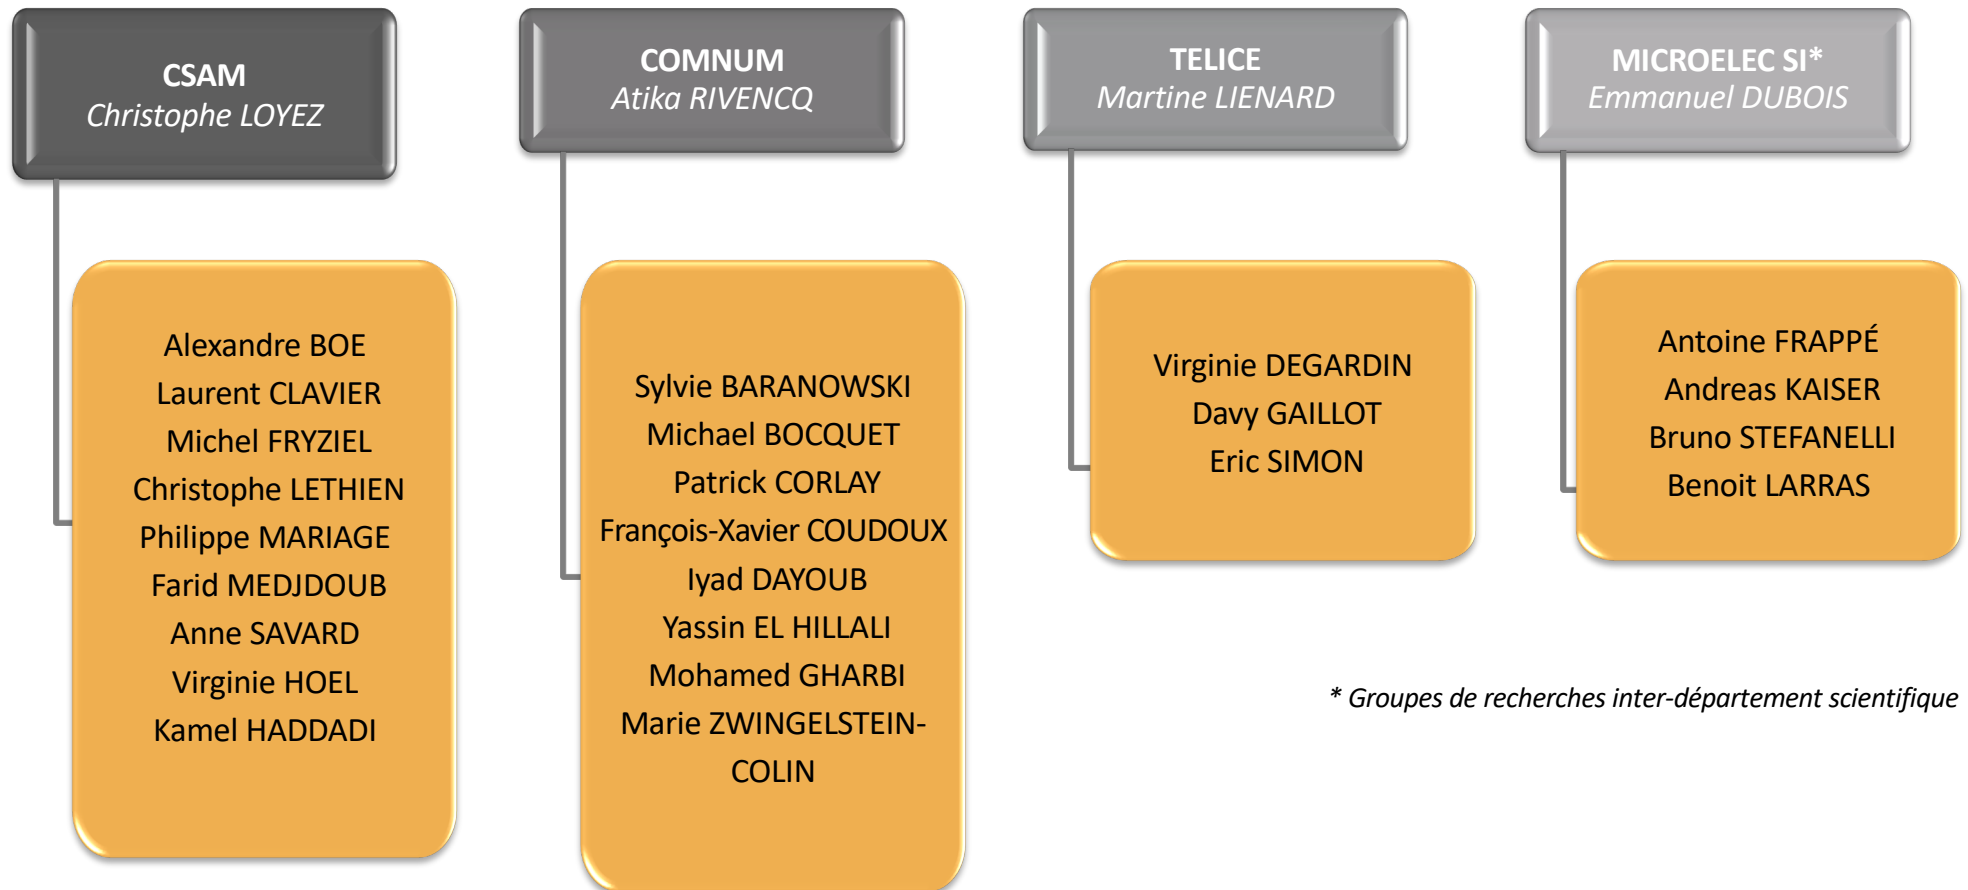 CSAM
Christophe LOYEZ
Alexandre BOE
Laurent CLAVIER
Michel FRYZIEL
Christophe LETHIEN
Philippe MARIAGE
Farid MEDJDOUB
Anne SAVARD
Virginie HOEL
Kamel HADDADI
COMNUM
Atika RIVENCQ
Sylvie BARANOWSKI
Michael BOCQUET
Patrick CORLAY
François-Xavier COUDOUX
Iyad DAYOUB
Yassin EL HILLALI
Mohamed GHARBI
Marie ZWINGELSTEIN-
COLIN
TELICE
Martine LIENARD
Virginie DEGARDIN
Davy GAILLOT
Eric SIMON
MICROELEC SI*
Emmanuel DUBOIS
Antoine FRAPPÉ
Andreas KAISER
Bruno STEFANELLI
Benoit LARRAS
* Groupes de recherches inter-département scientifique